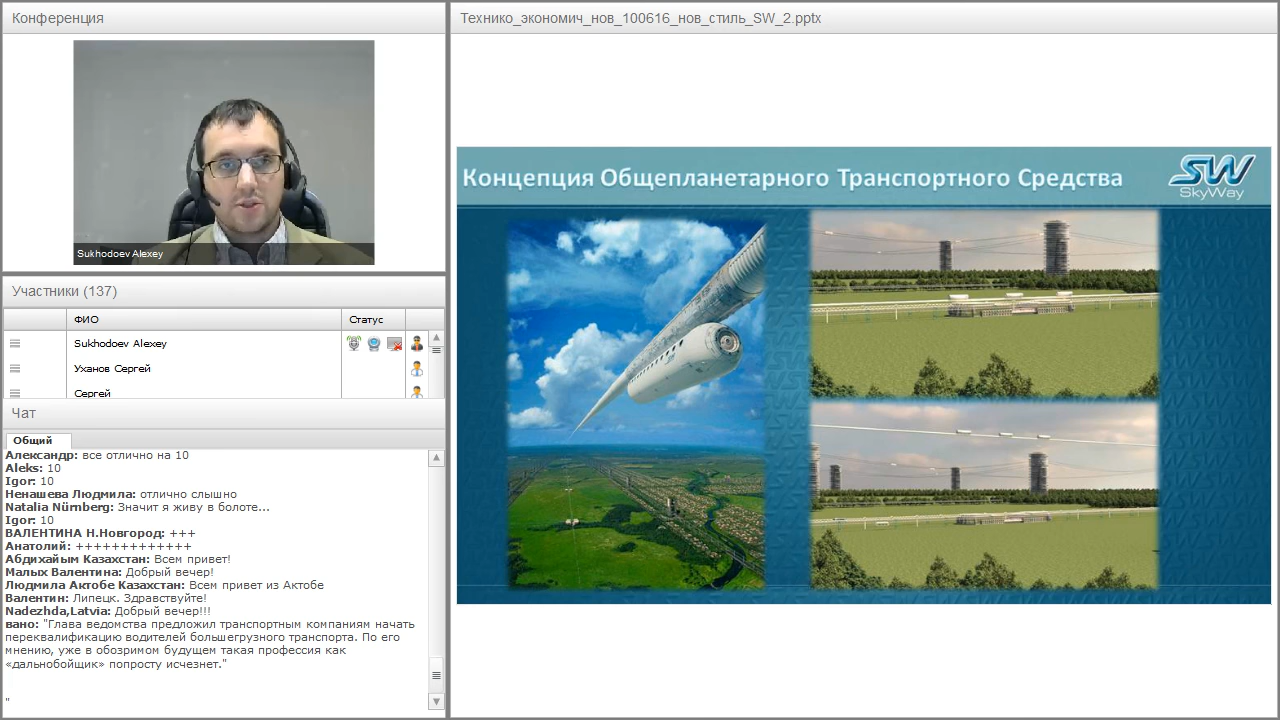 Конференция
Sukhodoev Alexey
Участники (137)
ФИО
Статус
Sukhodoev Alexey
Уханов Сергей
Сергей
Чат
Общий
Александр: все отлично на 10
Aleks: 10
Igor: 10
Ненашева Людмила: отлично слышно
Natalia Nürnberg: Значит я живу в болоте...
Igor: 10
ВАЛЕНТИНА Н.Новгород: +++
Анатолий: +++++++++++++
Абдихайым Казахстан: Всем привет!
Малых Валентина: Добрый вечер!
Людмила Актобе Казахстан: Всем привет из Актобе
Валентин: Липецк. Здравствуйте!
Nadezhda,Latvia: Добрый вечер!!!
вано: "Глава ведомства предложил транспортным компаниям начать
переквалификацию водителей большегрузного транспорта. По его
мнению, уже в обозримом будущем такая профессия как
«дальнобойщик» попросту исчезнет."
"
Технико_экономич_нов_100616_нов_стиль_SW_2.pptx
Концепция Общепланетарного Транспортного Средства
SW
SkyWay